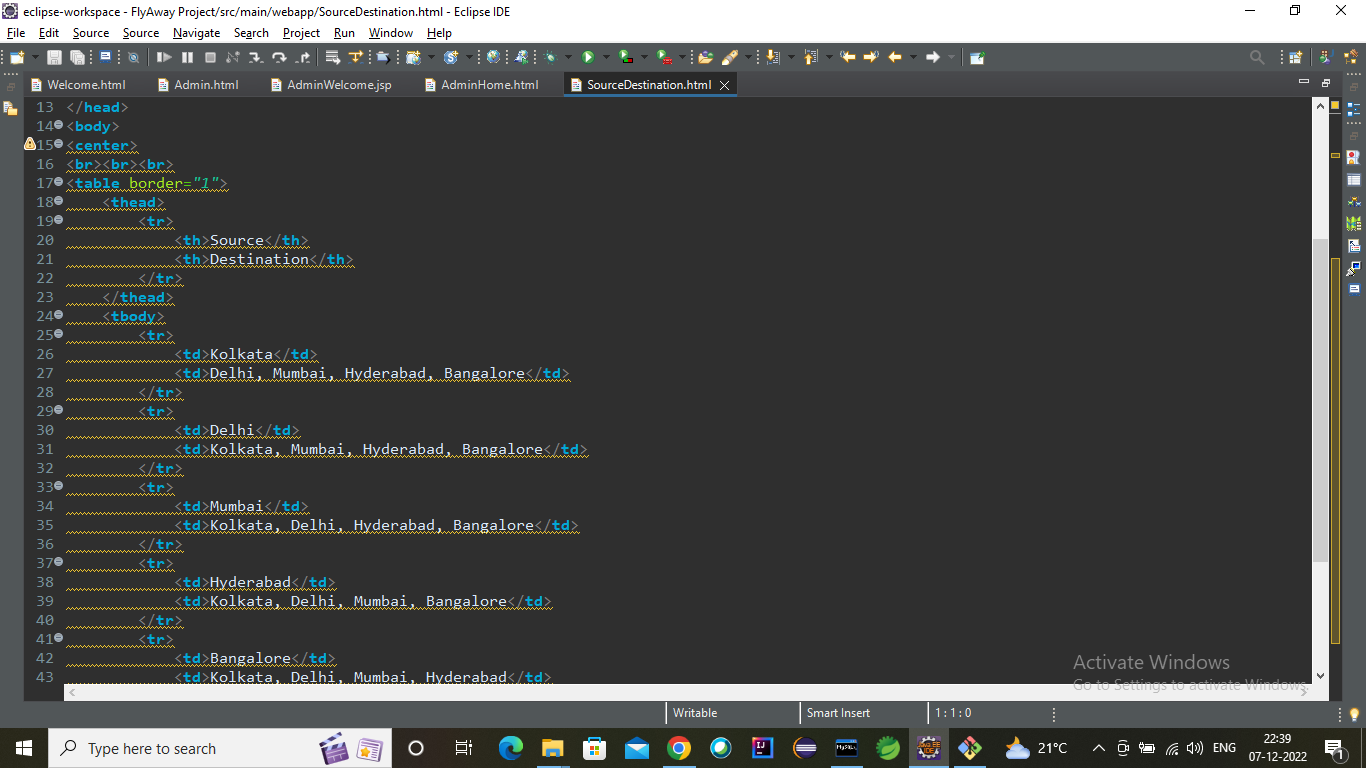 eclipse-workspace - FlyAway Project/src/main/webapp/SourceDestination.html - Eclipse IDE
File Edit Source Source Navigate Search Project Run Window Help
Welcome.html Admin.html AdminWelcome.jsp AdminHome.html SourceDestination.html
13 </head>
14 <body>
15 <center>
16 <br><br><br>
17 <table border="1">
18 <thead>
19 <tr>
20 <th>Source</th>
21 <th>Destination</th>
22 </tr>
23 </thead>
24 <tbody>
25 <tr>
26 <td>Kolkata</td>
27 <td>Delhi, Mumbai, Hyderabad, Bangalore</td>
28 </tr>
29 <tr>
30 <td>Delhi</td>
31 <td>Kolkata, Mumbai, Hyderabad, Bangalore</td>
32 </tr>
33 <tr>
34 <td>Mumbai</td>
35 <td>Kolkata, Delhi, Hyderabad, Bangalore</td>
36 </tr>
37 <tr>
38 <td>Hyderabad</td>
39 <td>Kolkata, Delhi, Mumbai, Bangalore</td>
40 </tr>
41 <tr>
42 <td>Bangalore</td>
43 <td>Kolkata, Delhi, Mumbai, Hyderabad</td>
Activate Windows
Go to Settings to activate Windows.
Writable Smart Insert 1 : 1 : 0
Type here to search
21°C ENG 22:39
07-12-2022
1